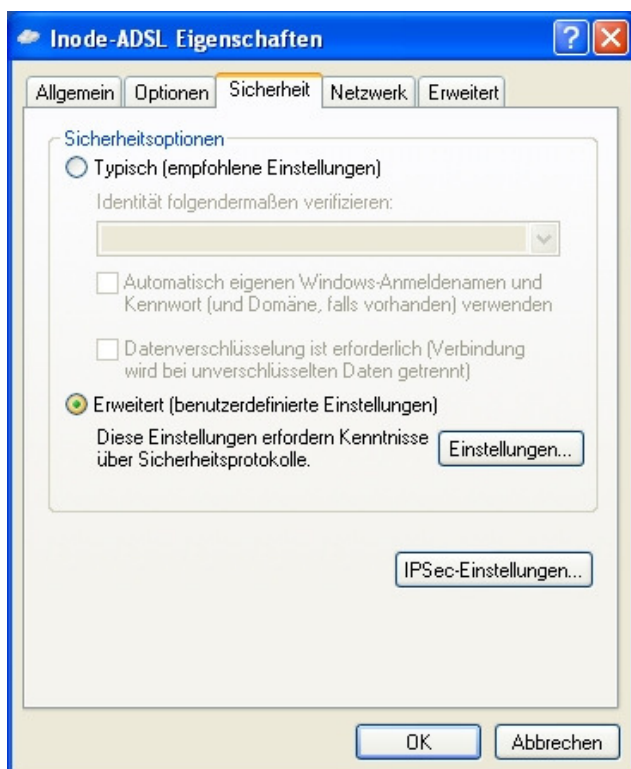 Inode-ADSL Eigenschaften
Allgemein Optionen Sicherheit Netzwerk Erweitert
Sicherheitsoptionen
Typisch (empfohlene Einstellungen)
Identität folgendermaßen verifizieren:
Automatisch eigenen Windows-Anmeldenamen und
Kennwort (und Domäne, falls vorhanden) verwenden
Datenverschlüsselung ist erforderlich (Verbindung
wird bei unverschlüsselten Daten getrennt)
Erweitert (benutzerdefinierte Einstellungen)
Diese Einstellungen erfordern Kenntnisse
über Sicherheitsprotokolle.
Einstellungen...
IPSec-Einstellungen...
OK Abbrechen